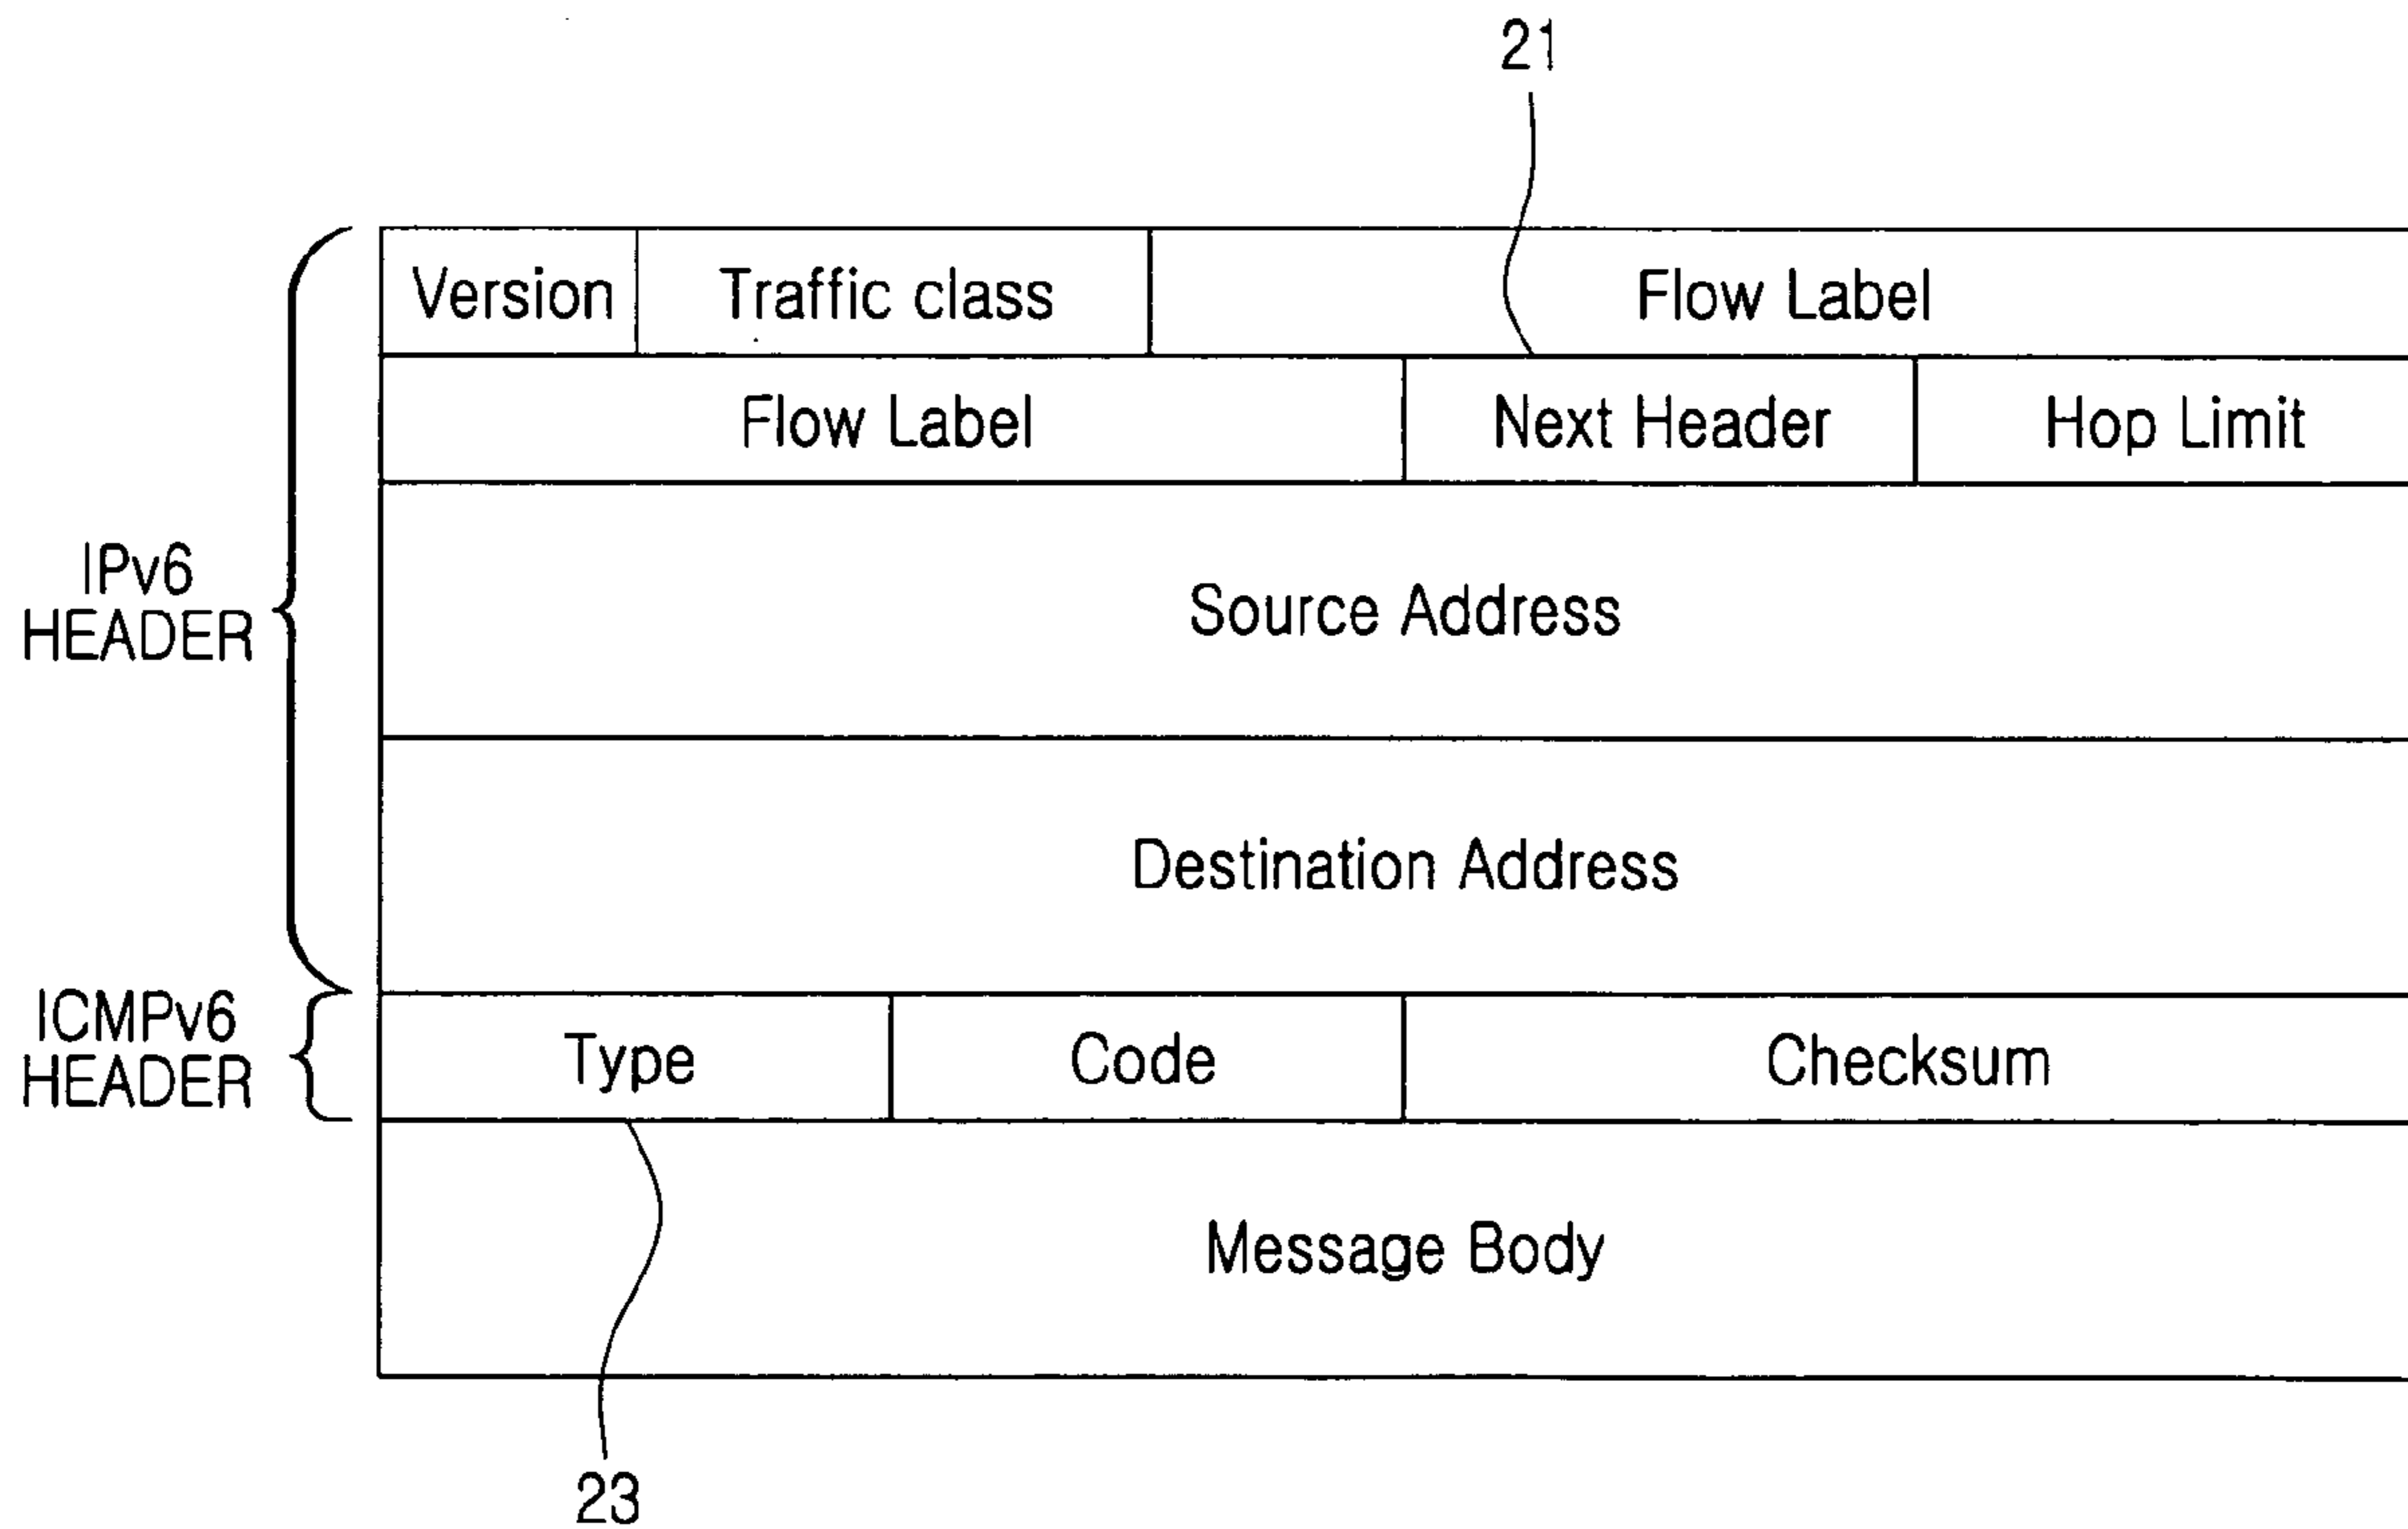 21
Version Traffic class Flow Label
Flow Label Next Header Hop Limit
IPv6
HEADER
Source Address
Destination Address
ICMPv6
HEADER
Type Code Checksum
Message Body
23